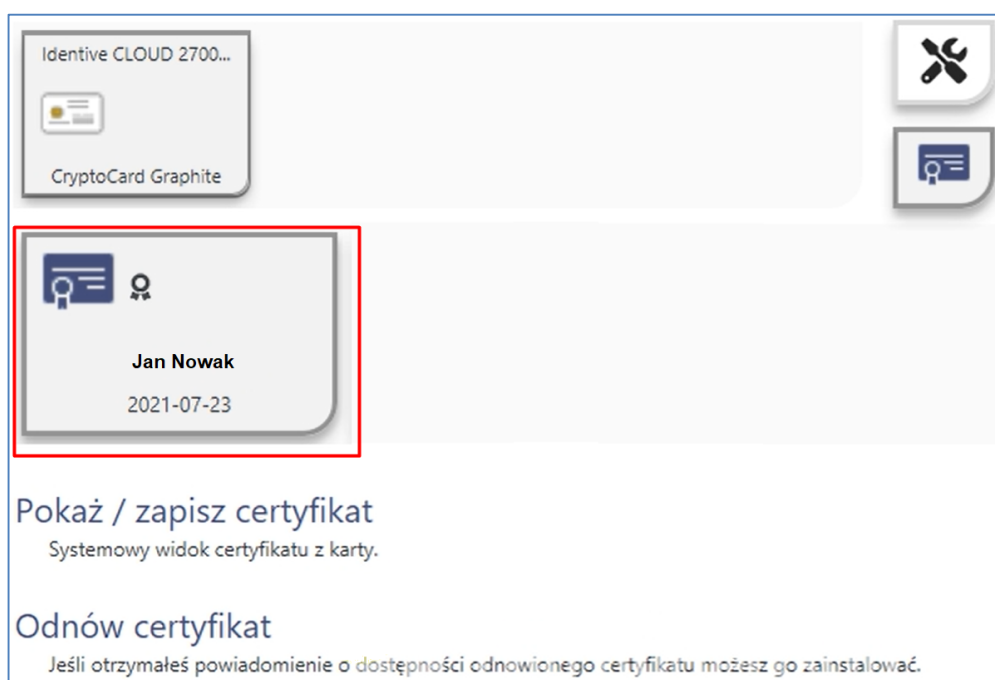 Identive CLOUD 2700...
CryptoCard Graphite
Jan Nowak
2021-07-23
Pokaż / zapisz certyfikat
Systemowy widok certyfikatu z karty.
Odnów certyfikat
Jeśli otrzymałeś powiadomienie o dostępności odnowionego certyfikatu możesz go zainstalować.